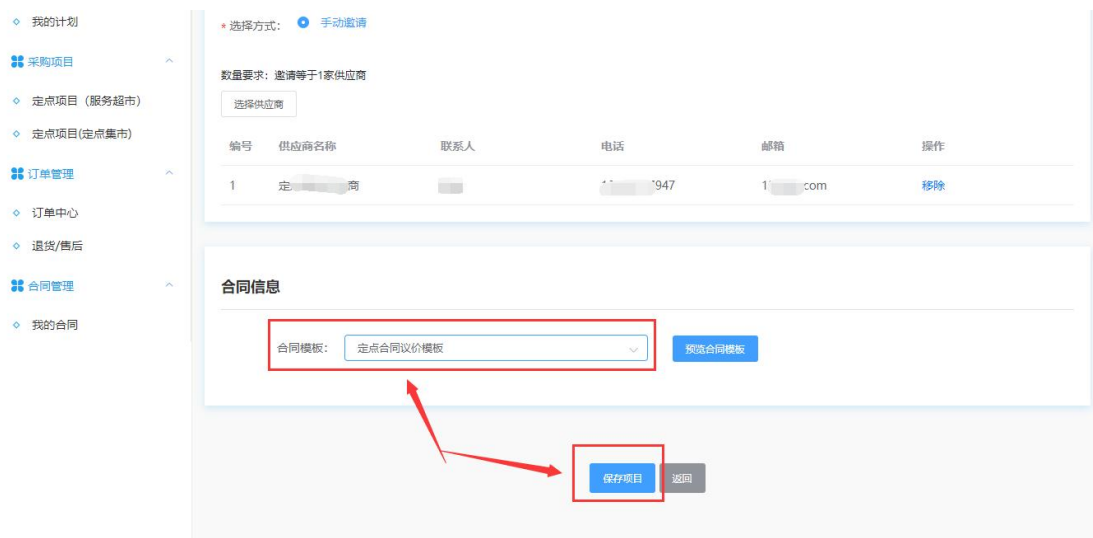 我的计划
采购项目
定点项目（服务超市）
定点项目(定点集市)
订单管理
订单中心
退货/售后
合同管理
我的合同
* 选择方式： 手动邀请
数量要求：邀请等于1家供应商
选择供应商
编号 供应商名称 联系人 电话 邮箱 操作
1 定 商 947 1 com 移除
合同信息
合同模板： 定点合同议价模板 预览合同模板
保存项目 返回